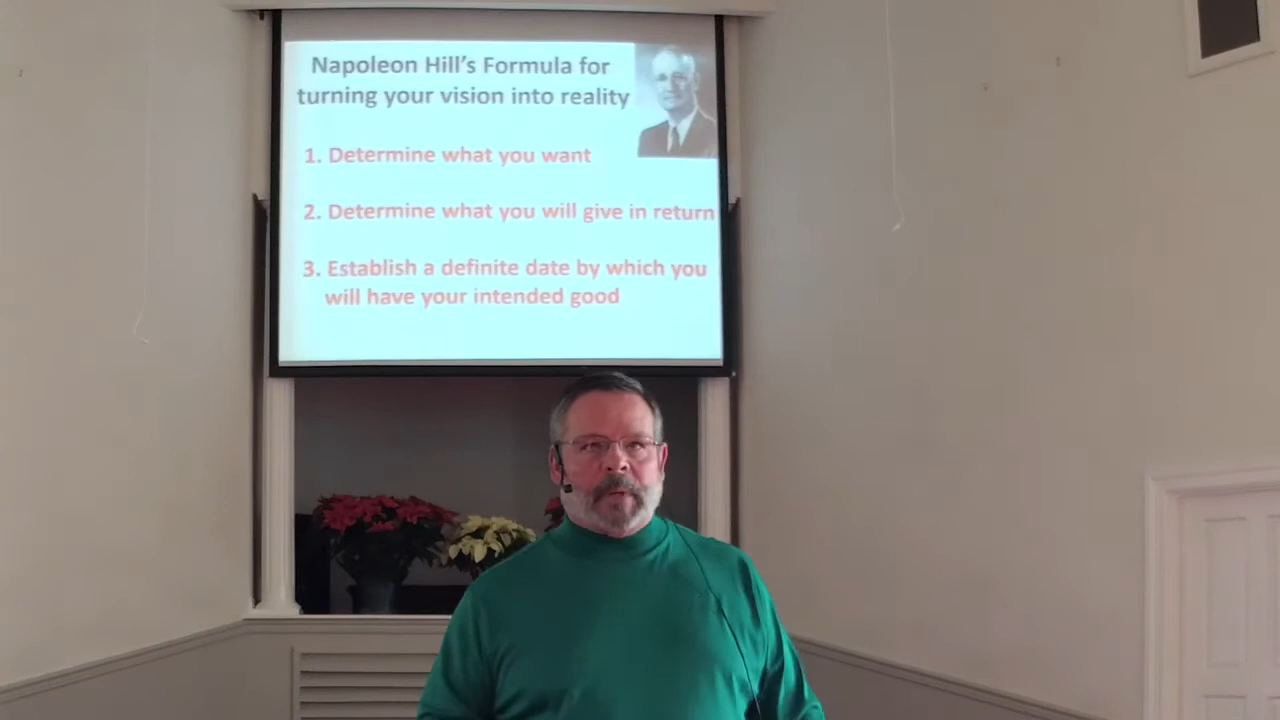 Napoleon Hill's Formula for
turning your vision into reality
1. Determine what you want
2. Determine what you will give in return
3. Establish a definite date by which you
will have your intended good